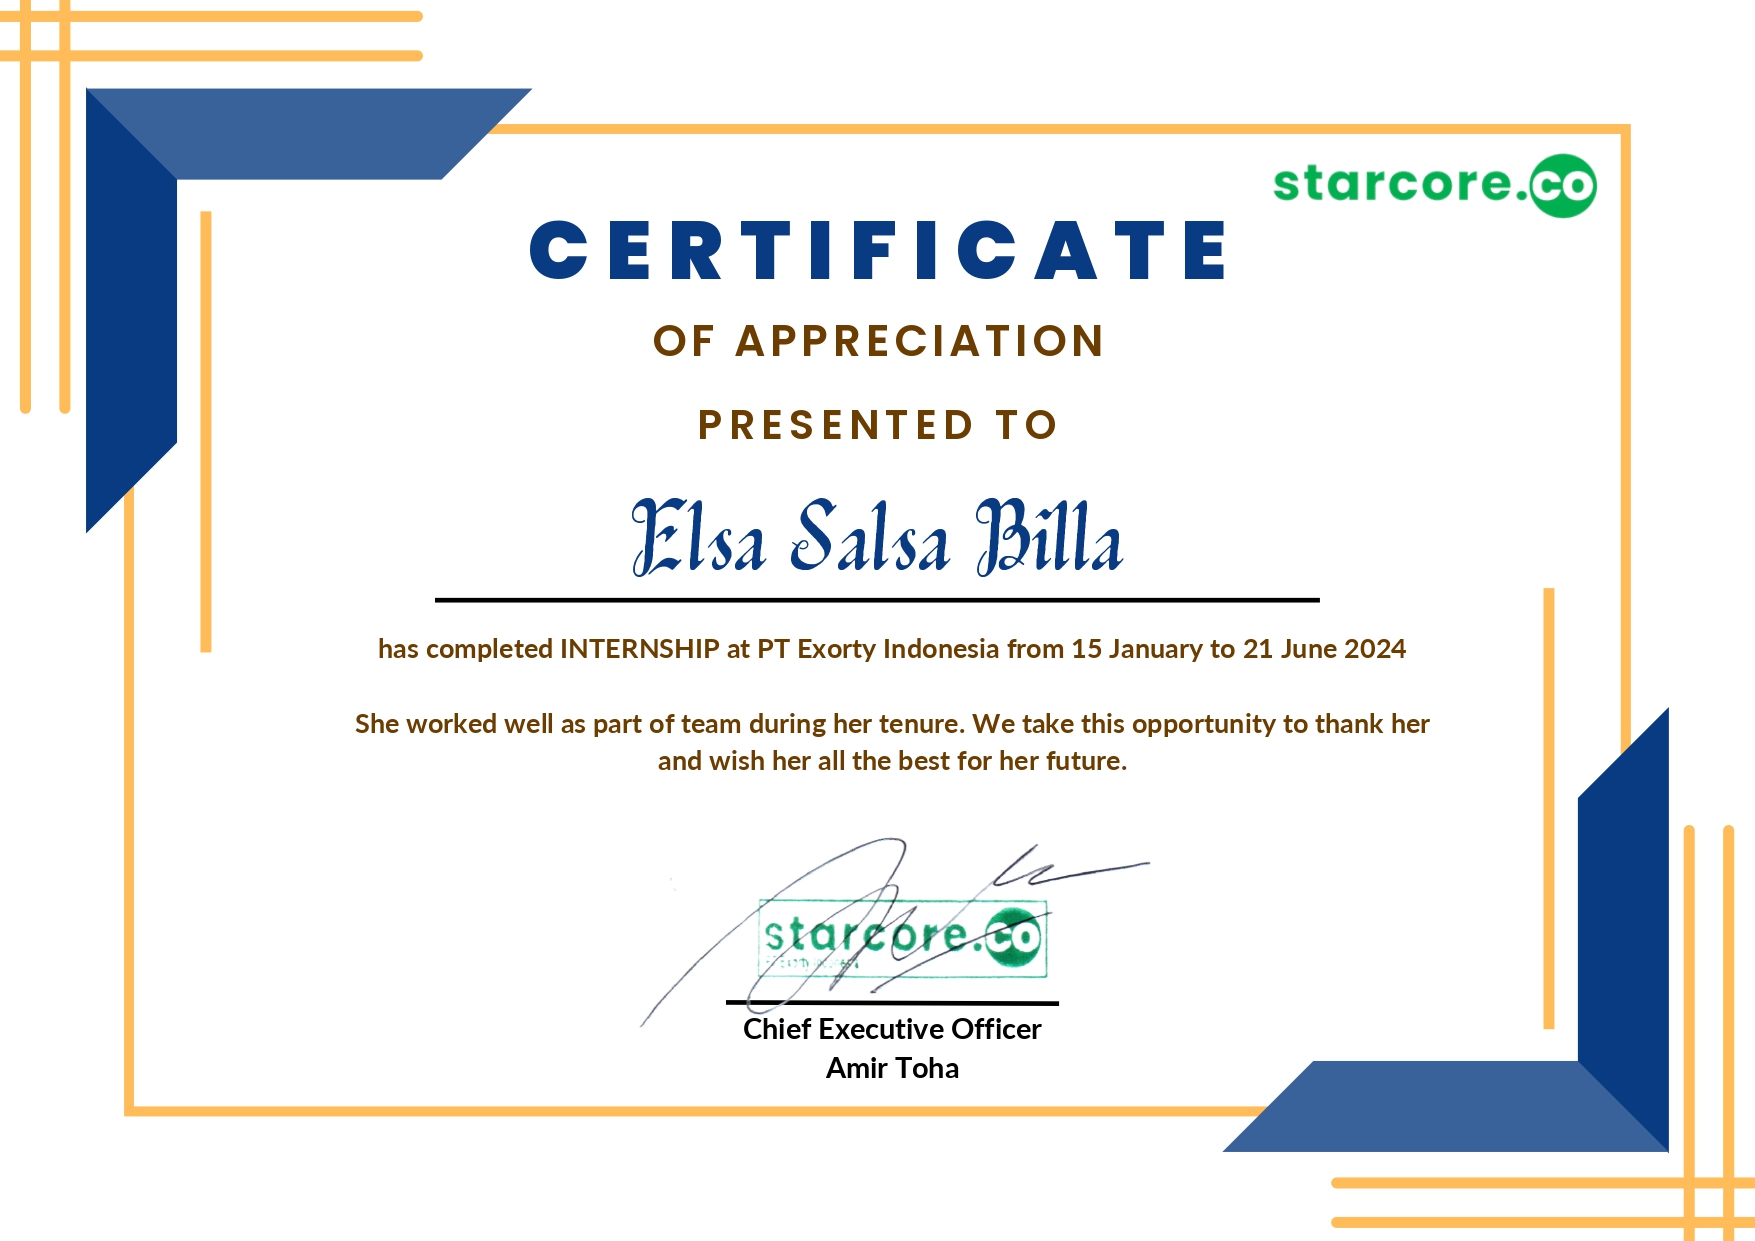 starcore.co
CERTIFICATE
OF APPRECIATION
PRESENTED TO
Elsa Salsa Billa
has completed INTERNSHIP at PT Exorty Indonesia from 15 January to 21 June 2024
She worked well as part of team during her tenure. We take this opportunity to thank her
and wish her all the best for her future.
starcore.co
PT Exorty Indonesia
Chief Executive Officer
Amir Toha